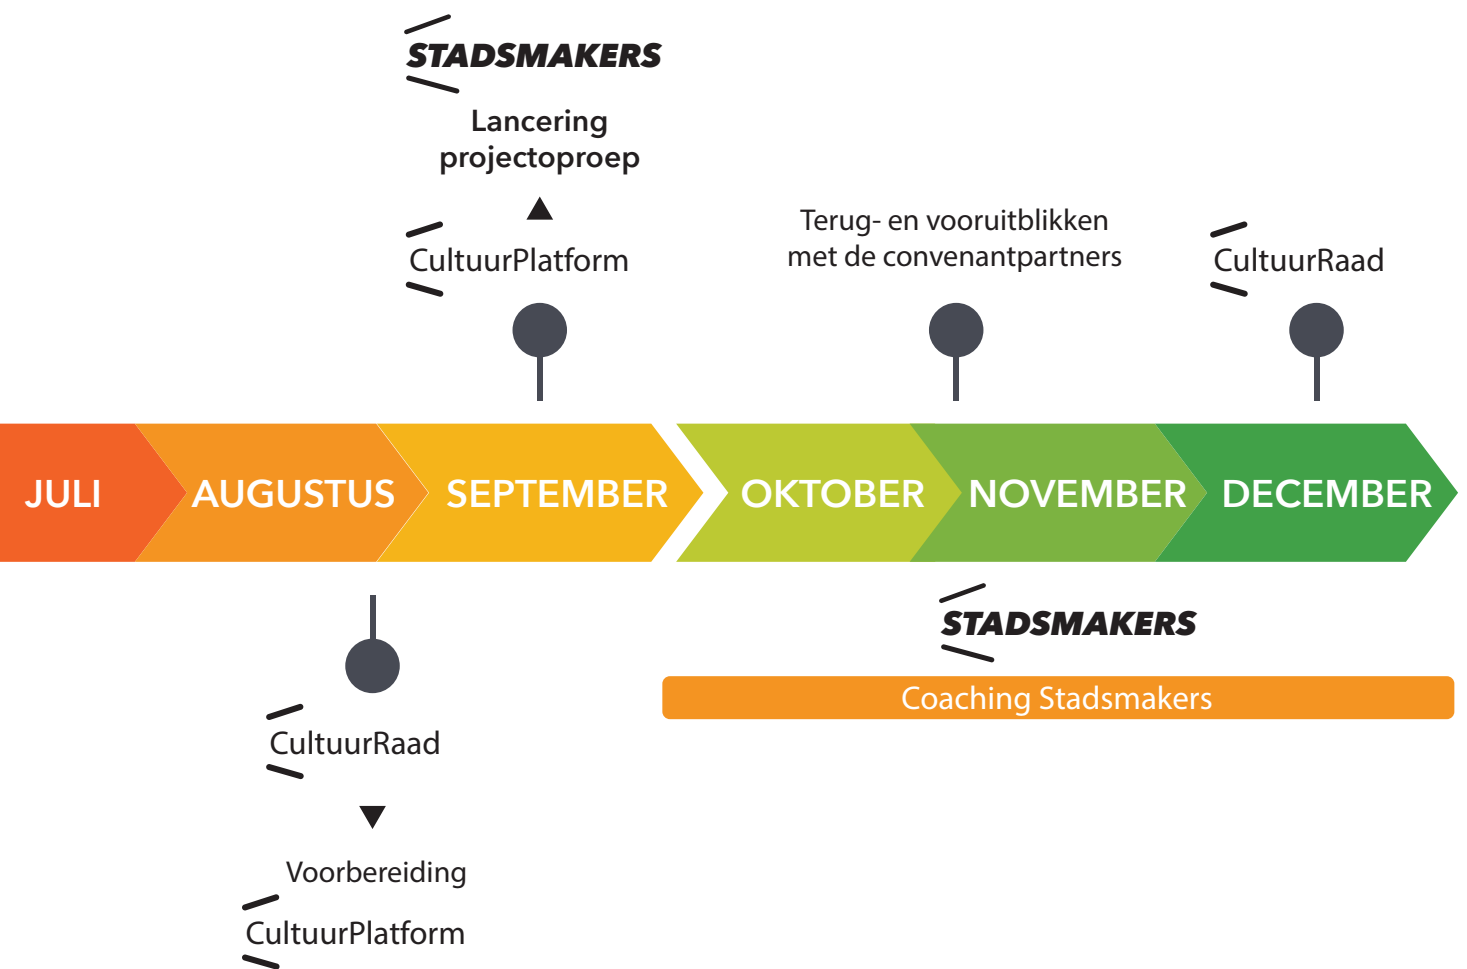 STADSMAKERS
Lancering
projectoproep
CultuurPlatform
Terug- en vooruitblikken
met de convenantpartners
CultuurRaad
JULI
AUGUSTUS
SEPTEMBER
OKTOBER
NOVEMBER
DECEMBER
STADSMAKERS
Coaching Stadsmakers
CultuurRaad
Voorbereiding
CultuurPlatform